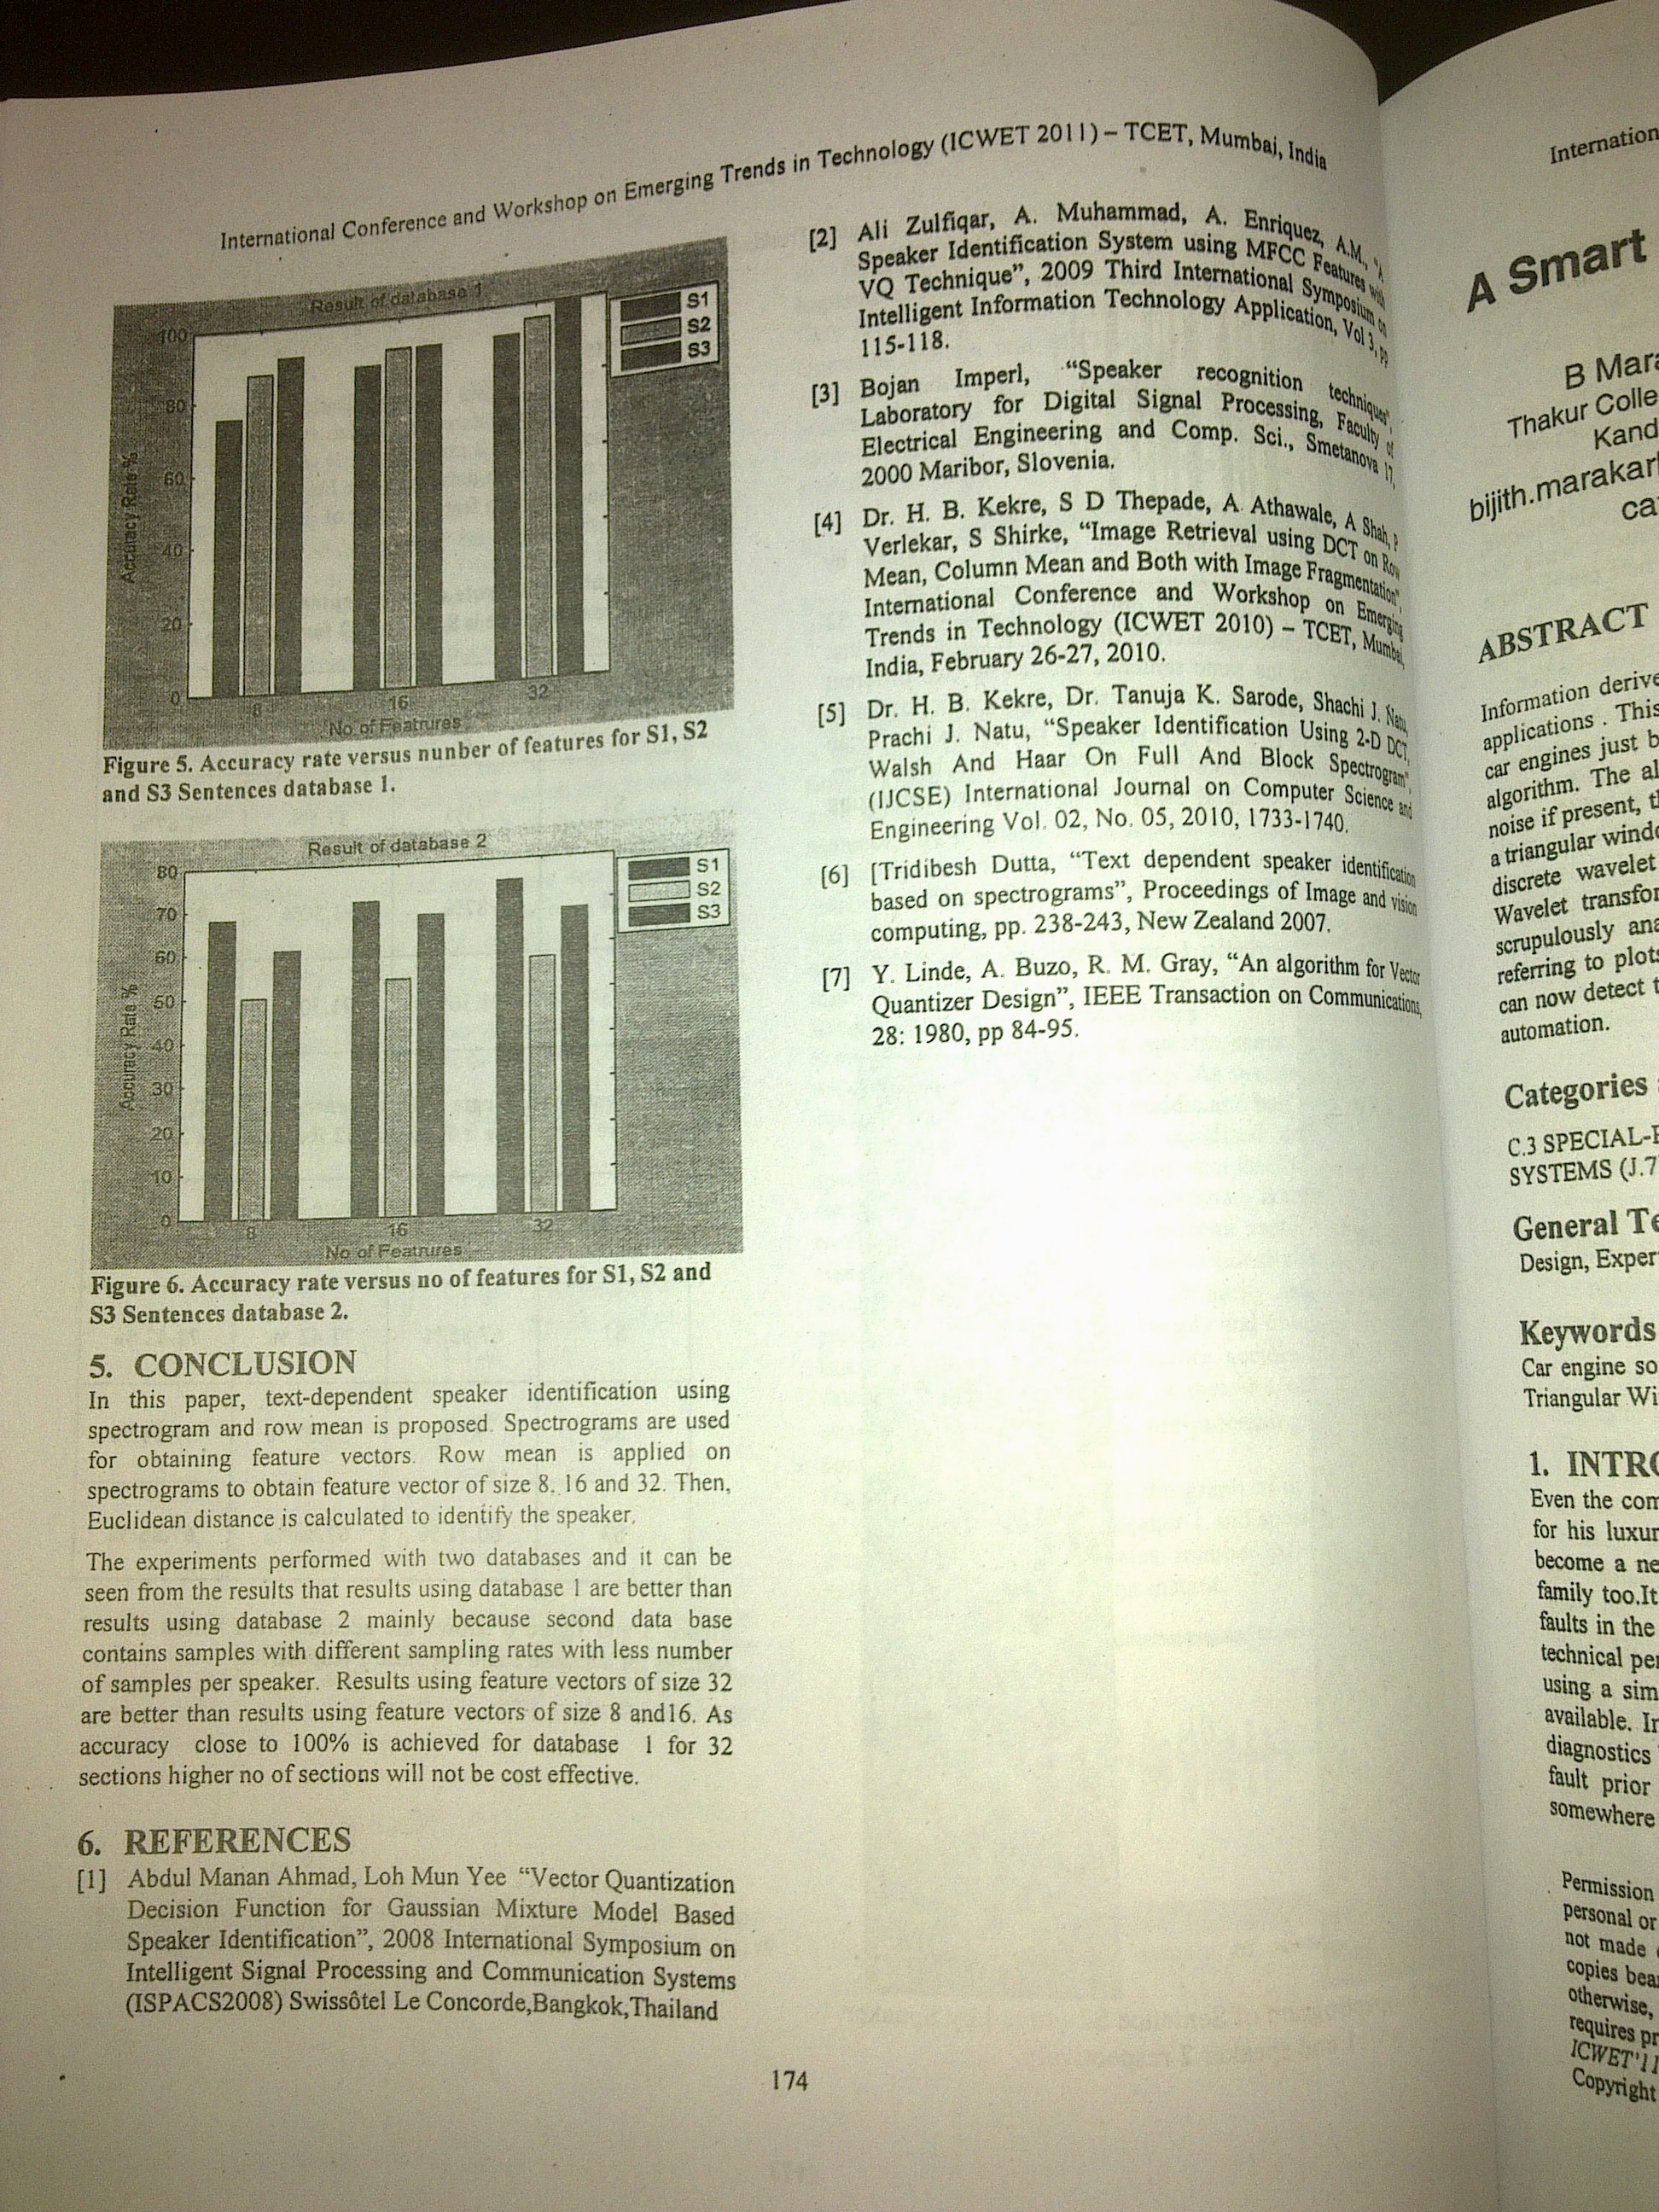 International Conference and Workshop on Emerging Trends in Technology (ICWET 2011) – TCET, Mumbai, India
Result of database 1
S1
S2
S3
100
80
60
40
20
0
Accuracy Rate %
8
16
32
No of Featrures
Figure 5. Accuracy rate versus nunber of features for S1, S2
and S3 Sentences database 1.
Result of database 2
S1
S2
S3
80
70
60
50
40
30
20
10
0
Accuracy Rate %
8
16
32
No of Featrures
Figure 6. Accuracy rate versus no of features for S1, S2 and
S3 Sentences database 2.
5. CONCLUSION
In this paper, text-dependent speaker identification using
spectrogram and row mean is proposed. Spectrograms are used
for obtaining feature vectors. Row mean is applied on
spectrograms to obtain feature vector of size 8, 16 and 32. Then,
Euclidean distance is calculated to identify the speaker.
The experiments performed with two databases and it can be
seen from the results that results using database 1 are better than
results using database 2 mainly because second data base
contains samples with different sampling rates with less number
of samples per speaker. Results using feature vectors of size 32
are better than results using feature vectors of size 8 and16. As
accuracy close to 100% is achieved for database 1 for 32
sections higher no of sections will not be cost effective.
6. REFERENCES
[1] Abdul Manan Ahmad, Loh Mun Yee “Vector Quantization
Decision Function for Gaussian Mixture Model Based
Speaker Identification”, 2008 International Symposium on
Intelligent Signal Processing and Communication Systems
(ISPACS2008) Swissôtel Le Concorde,Bangkok,Thailand
[2] Ali Zulfiqar, A. Muhammad, A. Enriquez, A.M., “A
Speaker Identification System using MFCC Features with
VQ Technique”, 2009 Third International Symposium on
Intelligent Information Technology Application, Vol 3, pp
115-118.
[3] Bojan Imperl, “Speaker recognition techniques”,
Laboratory for Digital Signal Processing, Faculty of
Electrical Engineering and Comp. Sci., Smetanova 17,
2000 Maribor, Slovenia.
[4] Dr. H. B. Kekre, S D Thepade, A. Athawale, A Shah, P
Verlekar, S Shirke, “Image Retrieval using DCT on Row
Mean, Column Mean and Both with Image Fragmentation”,
International Conference and Workshop on Emerging
Trends in Technology (ICWET 2010) – TCET, Mumbai,
India, February 26-27, 2010.
[5] Dr. H. B. Kekre, Dr. Tanuja K. Sarode, Shachi J. Natu,
Prachi J. Natu, “Speaker Identification Using 2-D DCT,
Walsh And Haar On Full And Block Spectrogram”,
(IJCSE) International Journal on Computer Science and
Engineering Vol. 02, No. 05, 2010, 1733-1740.
[6] [Tridibesh Dutta, “Text dependent speaker identification
based on spectrograms”, Proceedings of Image and vision
computing, pp. 238-243, New Zealand 2007.
[7] Y. Linde, A. Buzo, R. M. Gray, “An algorithm for Vector
Quantizer Design”, IEEE Transaction on Communications,
28: 1980, pp 84-95.
174
Internation
A Smart
B Mara
Thakur Colle
Kand
bijith.marakar
ca
ABSTRACT
Information derive
applications . This
car engines just b
algorithm. The al
noise if present, t
a triangular wind
discrete wavelet
Wavelet transfor
scrupulously ana
referring to plots
can now detect t
automation.
Categories
C.3 SPECIAL-
SYSTEMS (J.7
General Te
Design, Exper
Keywords
Car engine so
Triangular Wi
1. INTRO
Even the com
for his luxur
become a ne
family too.It
faults in the
technical per
using a sim
available. In
diagnostics
fault prior
somewhere
Permission
personal or
not made
copies bea
otherwise,
requires pr
ICWET'11
Copyright